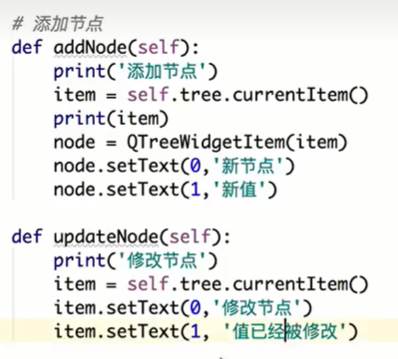 # 添加节点
def addNode(self):
    print('添加节点')
    item = self.tree.currentItem()
    print(item)
    node = QTreeWidgetItem(item)
    node.setText(0,'新节点')
    node.setText(1,'新值')

def updateNode(self):
    print('修改节点')
    item = self.tree.currentItem()
    item.setText(0,'修改节点')
    item.setText(1, '值已经被修改')